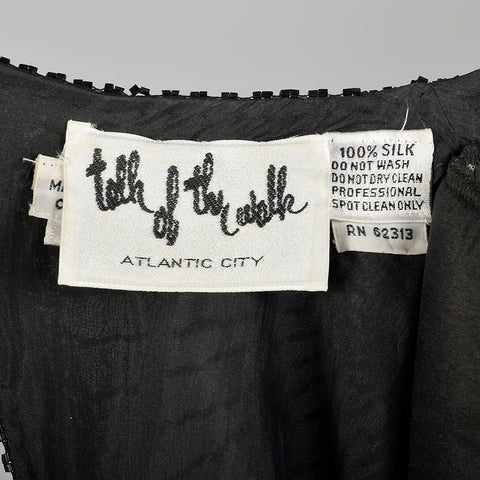 talk
of the walk
ATLANTIC CITY
100% SILK
DO NOT WASH
DO NOT DRY CLEAN
PROFESSIONAL
SPOT CLEAN ONLY
RN 62313